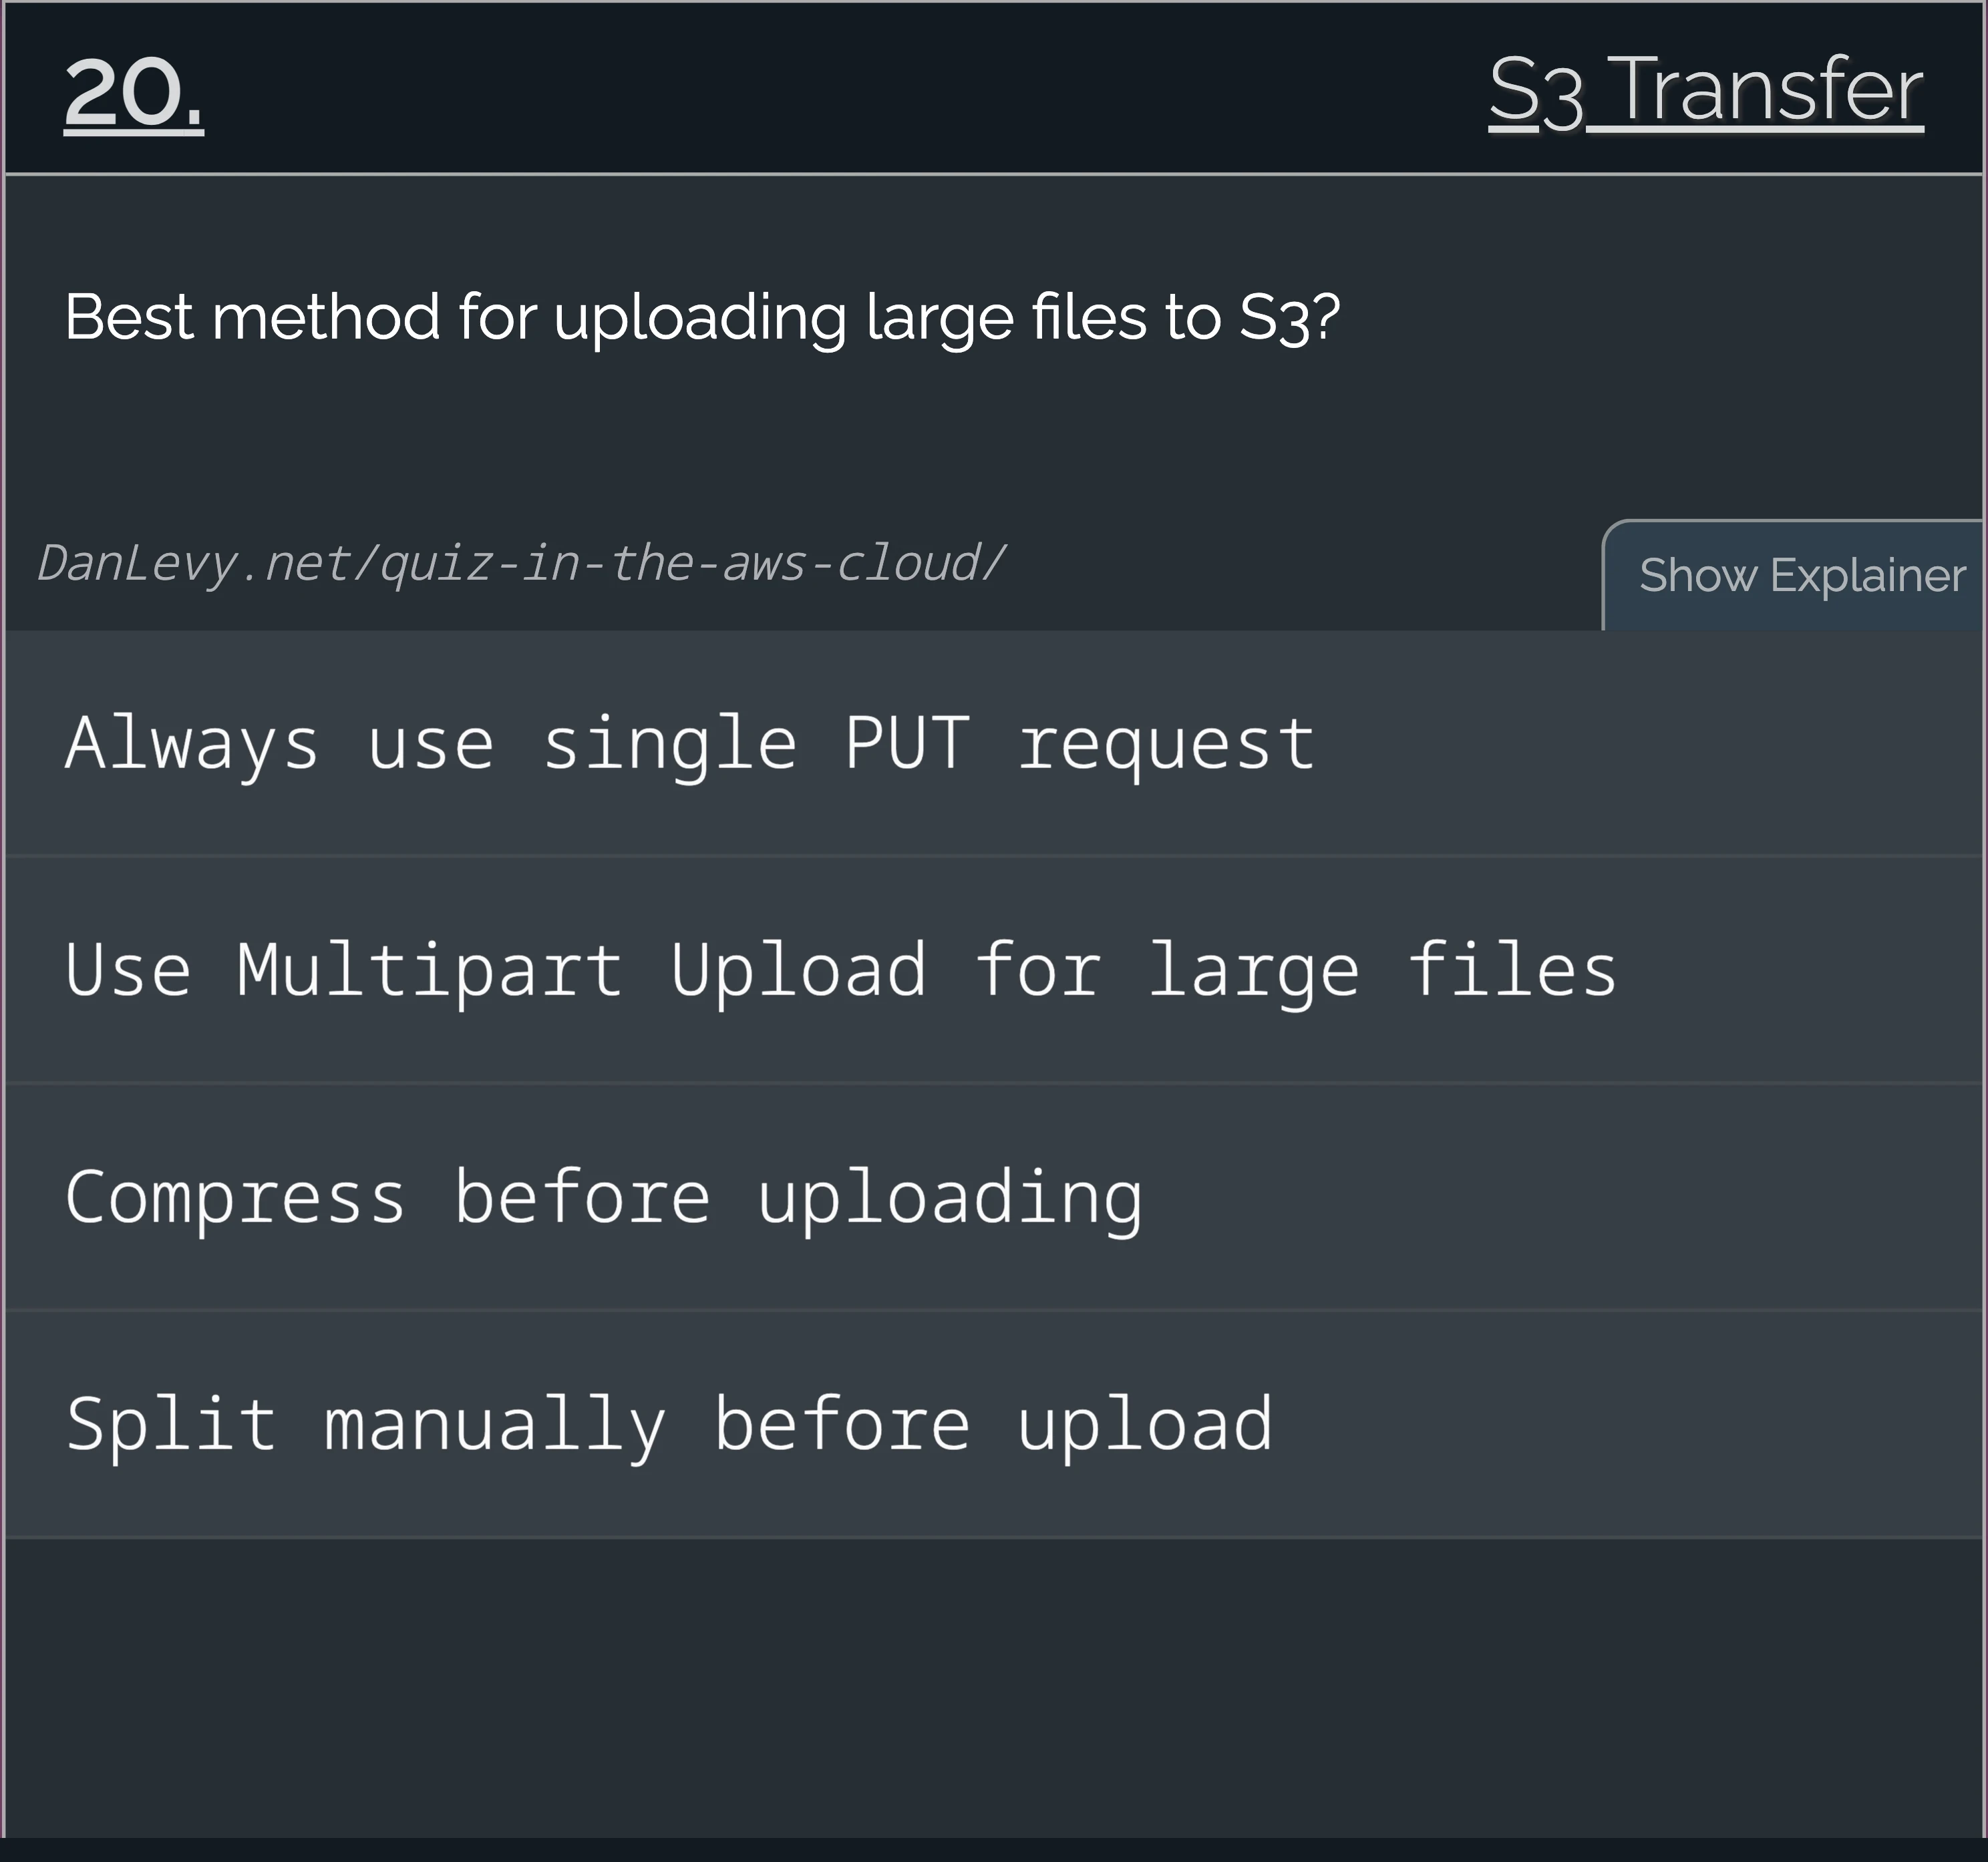 20.
S3 Transfer
Best method for uploading large files to S3?
DanLevy.net/quiz-in-the-aws-cloud/
Show Explainer
Always use single PUT request
Use Multipart Upload for large files
Compress before uploading
Split manually before upload